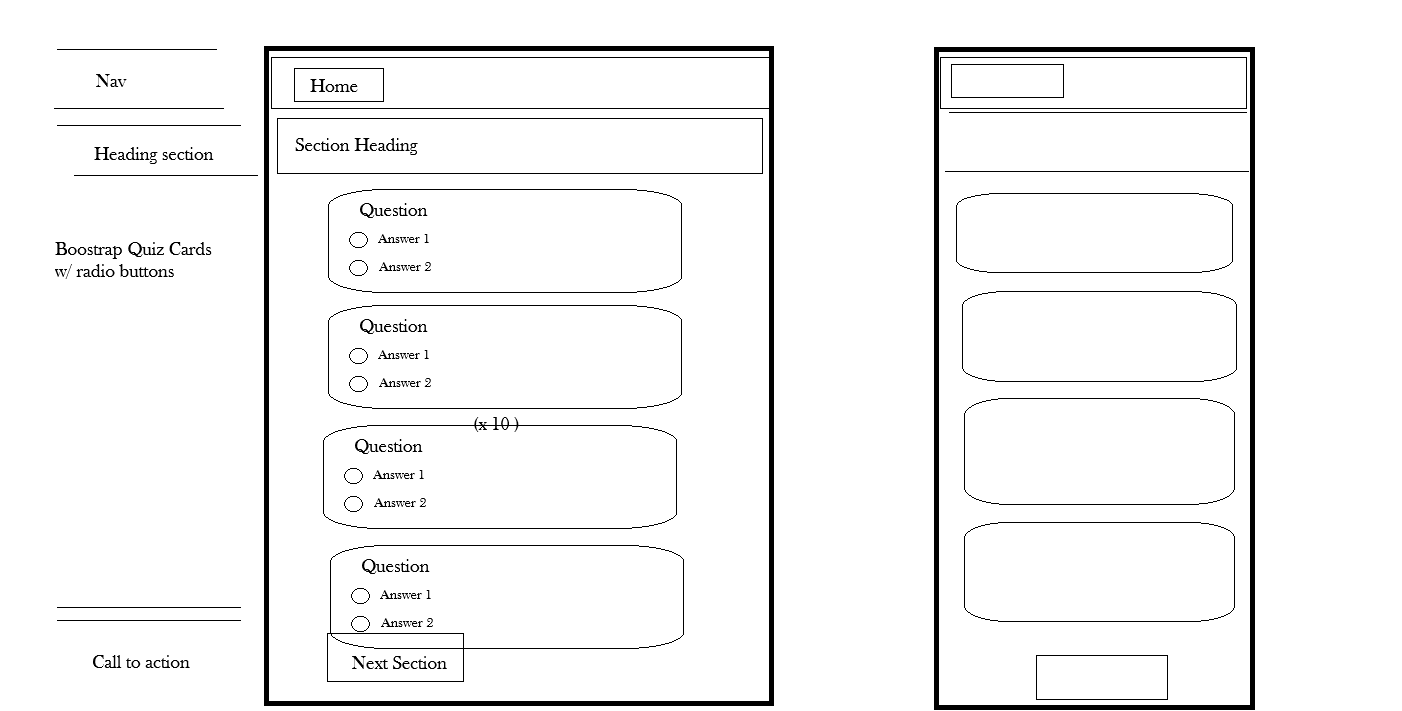 Nav
Home
Heading section
Section Heading
Boostrap Quiz Cards
w/ radio buttons
Question
Answer 1
Answer 2
Question
Answer 1
Answer 2
(x 10 )
Question
Answer 1
Answer 2
Question
Answer 1
Answer 2
Call to action
Next Section